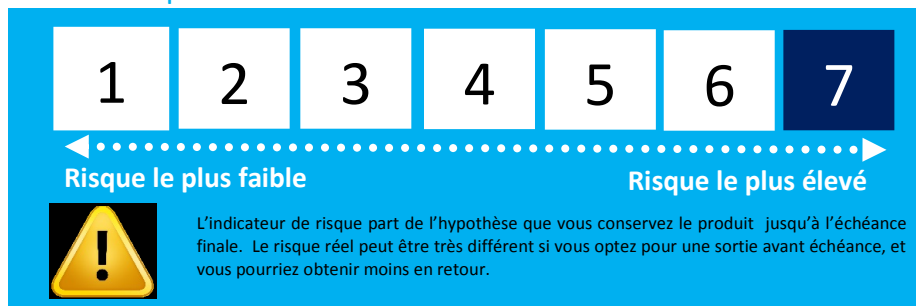 1 2 3 4 5 6 7
Risque le plus faible Risque le plus élevé
!
L'indicateur de risque part de l'hypothèse que vous conservez le produit jusqu'à l'échéance
finale. Le risque réel peut être très différent si vous optez pour une sortie avant échéance, et
vous pourriez obtenir moins en retour.